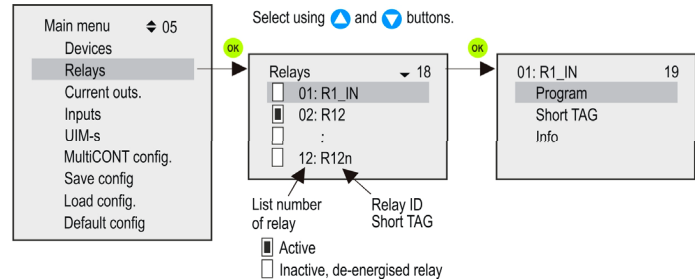 Select using and buttons.
Main menu 05
Devices
Relays
Current outs.
Inputs
UIM-s
MultiCONT config.
Save config
Load config.
Default config
OK
Relays 18
01: R1_IN
02: R12
:
12: R12n
List number
of relay
Relay ID
Short TAG
Active
Inactive, de-energised relay
OK
01: R1_IN 19
Program
Short TAG
Info